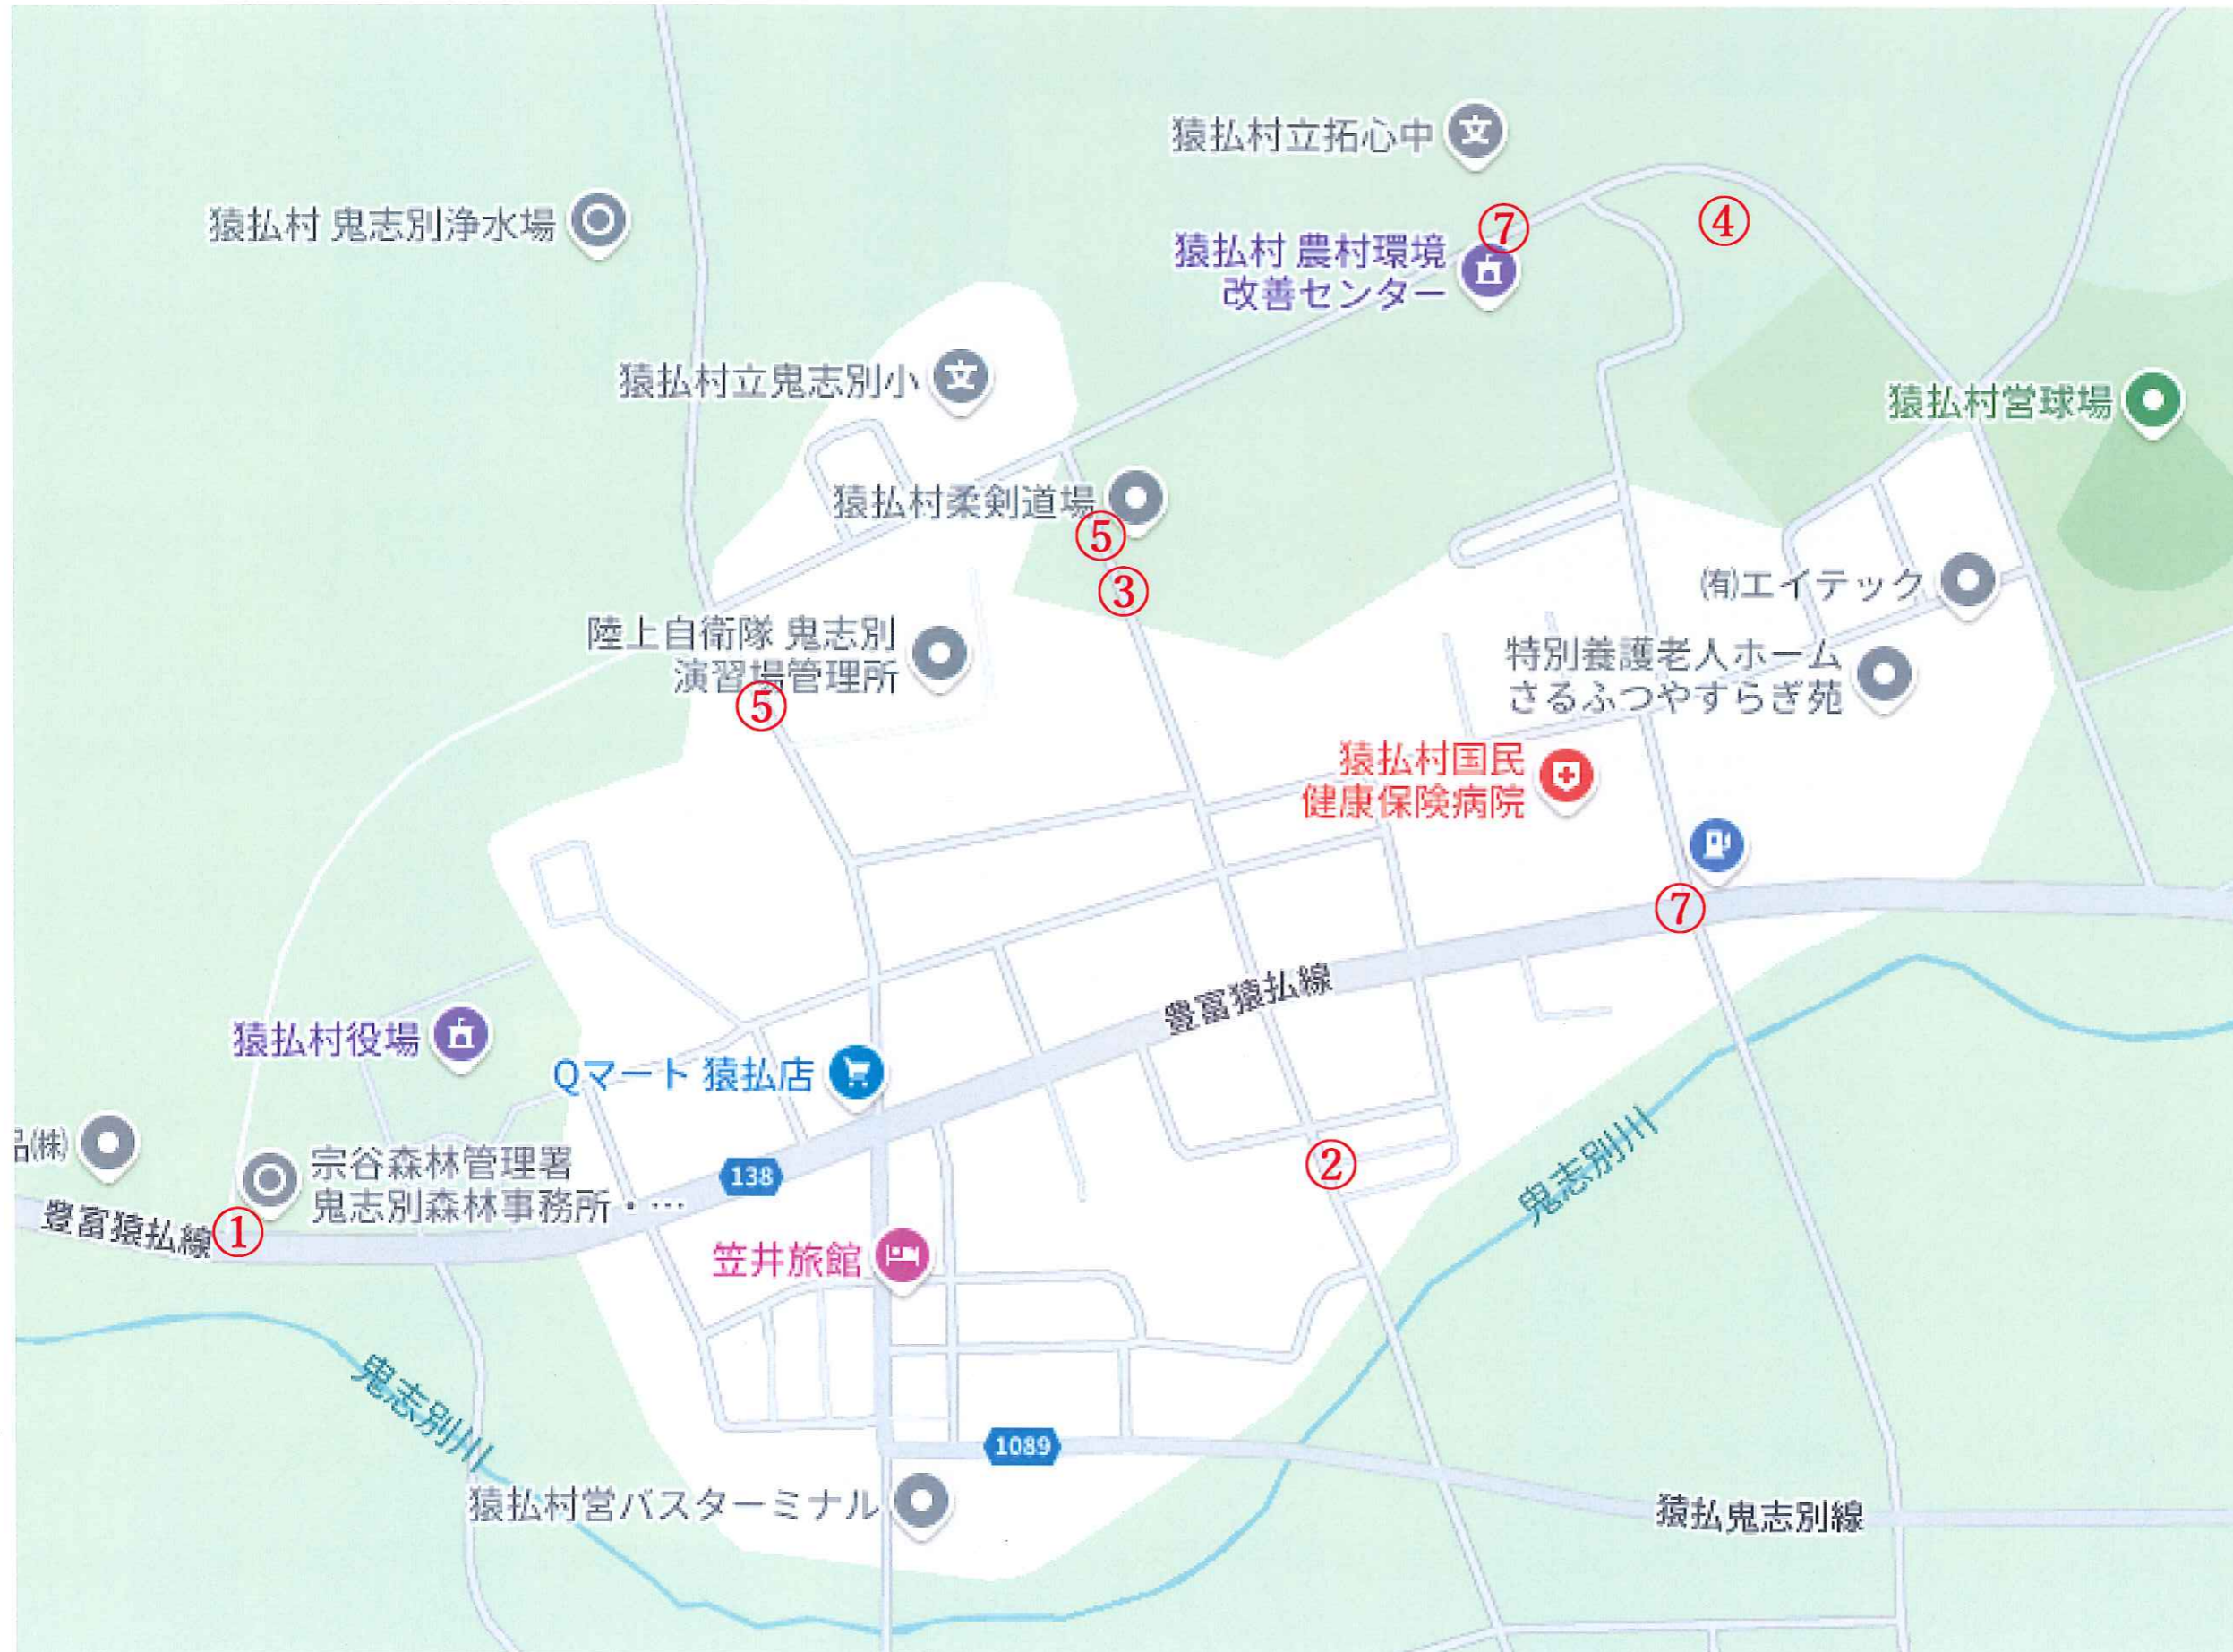 猿払村立拓心中
猿払村 鬼志別浄水場
⑦
④
猿払村 農村環境
改善センター
猿払村立鬼志別小
猿払村営球場
猿払村柔剣道場
⑤
③
㈲エイテック
陸上自衛隊 鬼志別
演習場管理所
⑤
特別養護老人ホーム
さるふつやすらぎ苑
猿払村国民
健康保険病院
⑦
豊富猿払線
猿払村役場
Qマート 猿払店
品㈱
宗谷森林管理署
鬼志別森林事務所・…
138
②
鬼志別川
豊富猿払線
①
笠井旅館
鬼志別川
1089
猿払村営バスターミナル
猿払鬼志別線